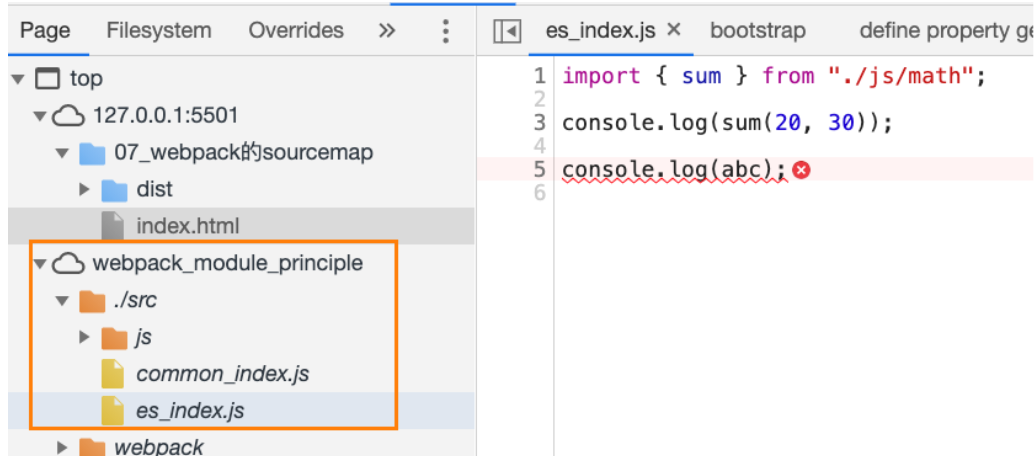 Page Filesystem Overrides »
top
127.0.0.1:5501
07_webpack的sourcemap
dist
index.html
webpack_module_principle
./src
js
common_index.js
es_index.js
webpack
es_index.js × bootstrap define property ge
1 import { sum } from "./js/math";
2
3 console.log(sum(20, 30));
4
5 console.log(abc);
6